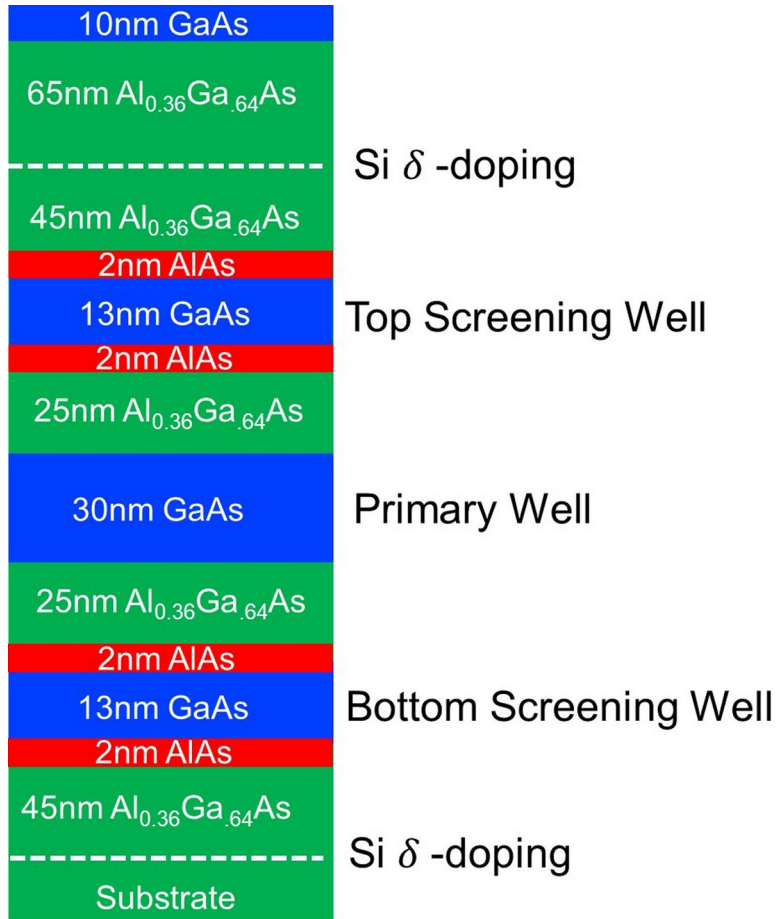 10nm GaAs
65nm Al₀.₃₆Ga.₆₄As
Si δ -doping
45nm Al₀.₃₆Ga.₆₄As
2nm AlAs
13nm GaAs
Top Screening Well
2nm AlAs
25nm Al₀.₃₆Ga.₆₄As
30nm GaAs
Primary Well
25nm Al₀.₃₆Ga.₆₄As
2nm AlAs
13nm GaAs
Bottom Screening Well
2nm AlAs
45nm Al₀.₃₆Ga.₆₄As
Si δ -doping
Substrate